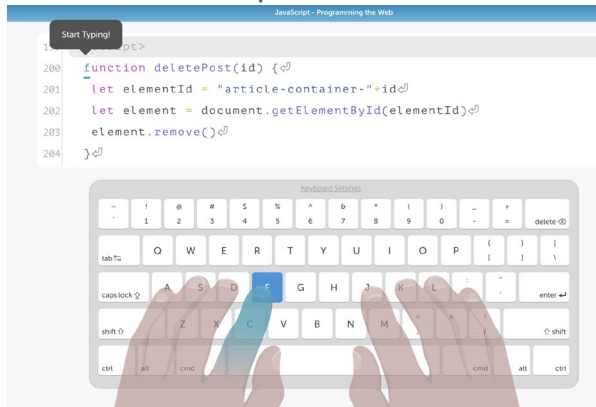 JavaScript - Programming the Web
Start Typing!
pt>
200 function deletePost(id) {⏎
201 let elementId = "article-container-"+id⏎
202 let element = document.getElementById(elementId)⏎
203 element.remove()⏎
204 }⏎
Keyboard Settings
~ ! @ # $ % ^ & * ( ) _ +
` 1 2 3 4 5 6 7 8 9 0 - = delete ⌫
{ } |
tab Q W E R T Y U I O P [ ] \
: "
caps lock ⇪ A S D F G H J K L ' enter ↵
< > ?
shift ⇧ Z X C V B N M / ⇧ shift
ctrl alt cmd cmd alt ctrl